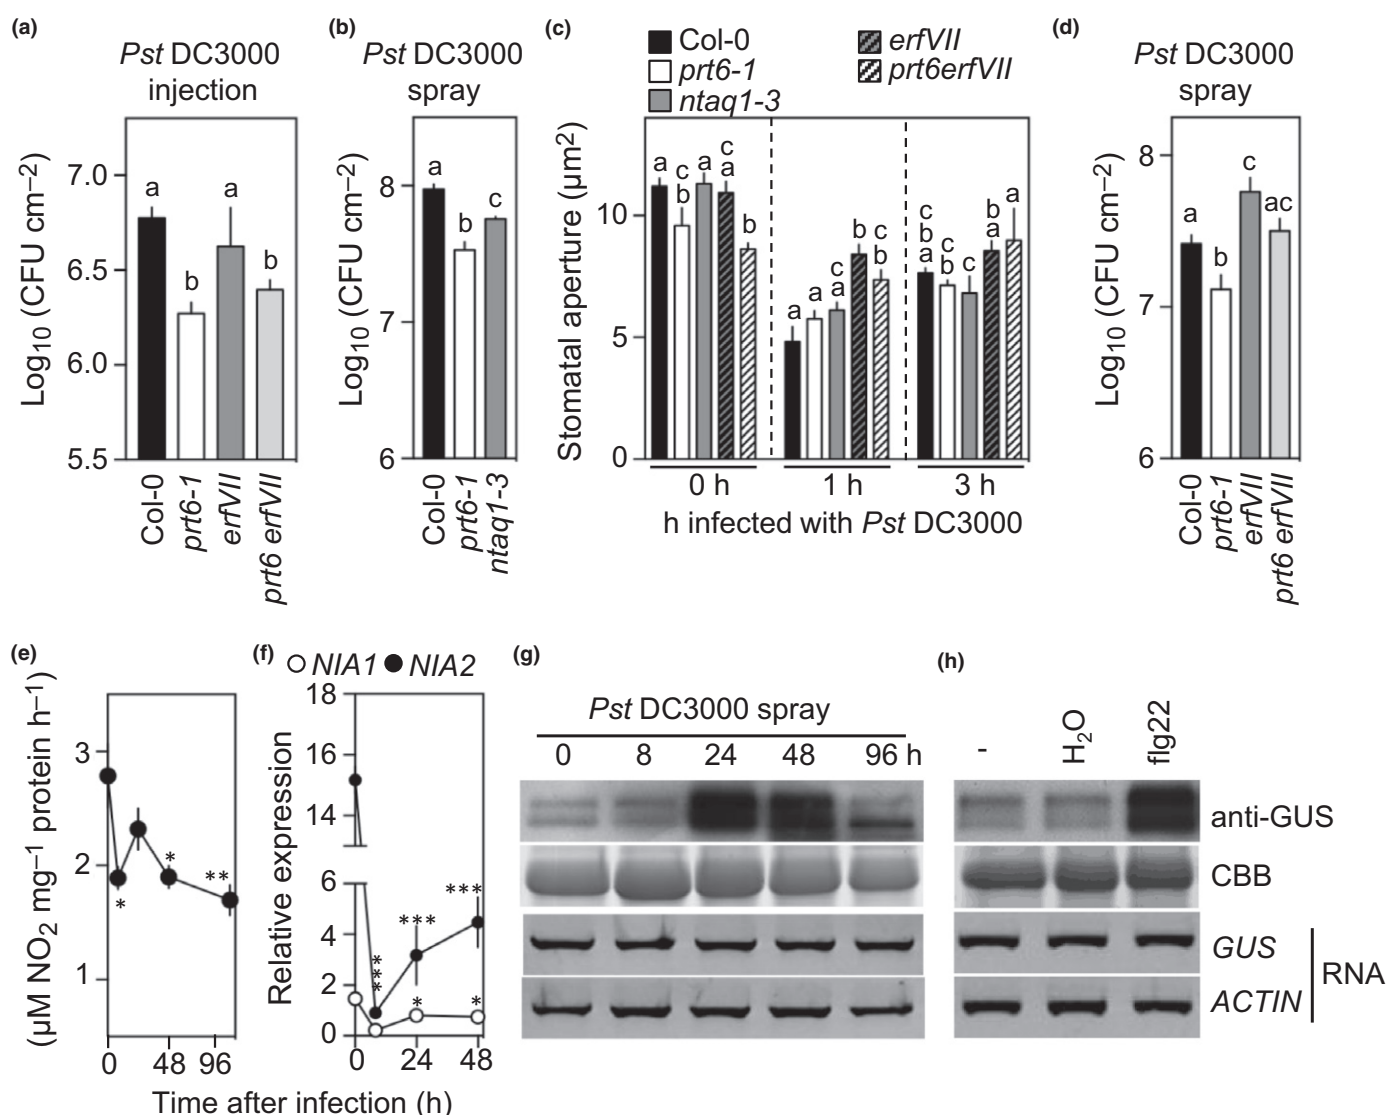 (a)
Pst DC3000
injection
Log10 (CFU cm−2)
7.0
6.5
6.0
5.5
a
b
a
b
Col-0
prt6-1
erfVII
prt6 erfVII
(b)
Pst DC3000
spray
Log10 (CFU cm−2)
8
7
6
a
b
c
Col-0
prt6-1
ntaq1-3
(c)
Col-0
prt6-1
ntaq1-3
erfVII
prt6erfVII
Stomatal aperture (µm2)
10
5
0
a
c
b
a
c
a
b
a
a
c
a
b
c
b
c
b
a
c
b
c
b
a
a
0 h
1 h
3 h
h infected with Pst DC3000
(d)
Pst DC3000
spray
Log10 (CFU cm−2)
8
7
6
a
b
c
ac
Col-0
prt6-1
erfVII
prt6 erfVII
(e)
(µM NO2 mg−1 protein h−1)
3
2
1
*
*
**
0 48 96
(f)
NIA1 NIA2
Relative expression
18
16
14
6
4
2
0
***
***
***
*
*
0 24 48
Time after infection (h)
(g)
Pst DC3000 spray
0 8 24 48 96 h
(h)
-
H2O
flg22
anti-GUS
CBB
GUS
ACTIN
RNA